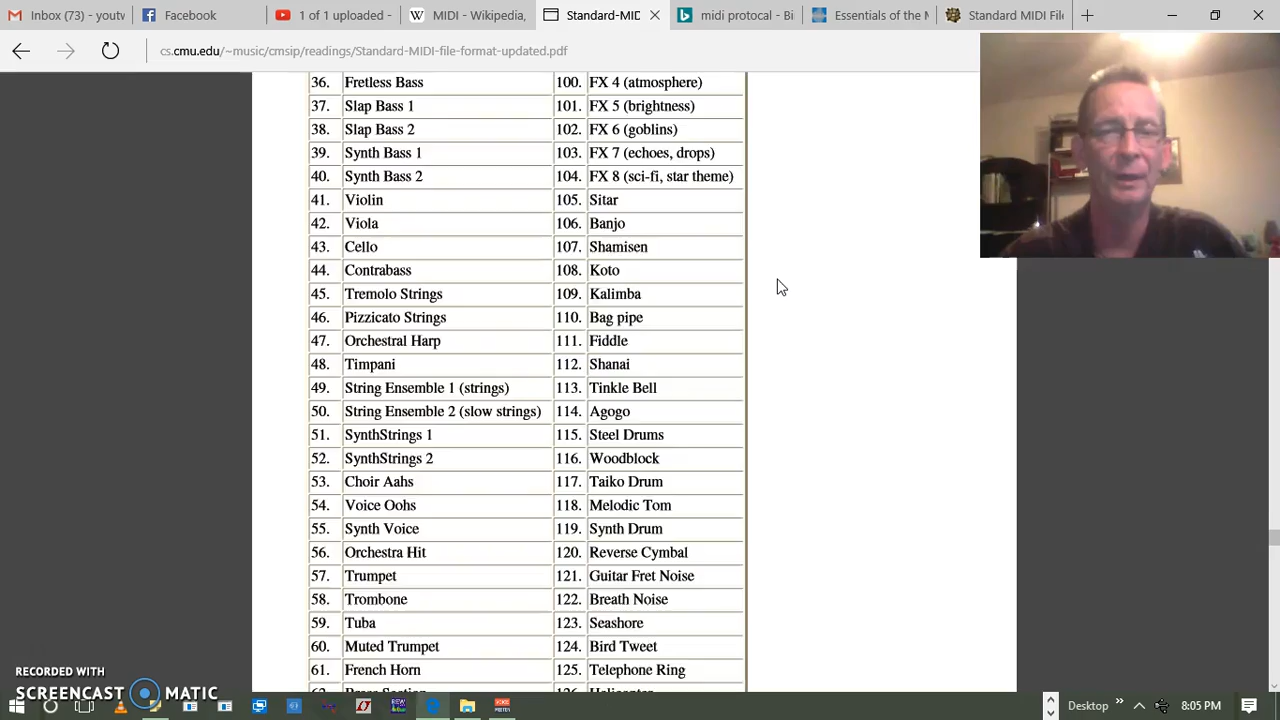 Inbox (73) - youtv
Facebook
1 of 1 uploaded -
W MIDI - Wikipedia,
Standard-MID
midi protocal - Bi
Essentials of the M
Standard MIDI File
cs.cmu.edu/~music/cmsip/readings/Standard-MIDI-file-format-updated.pdf
36. Fretless Bass 100. FX 4 (atmosphere)
37. Slap Bass 1 101. FX 5 (brightness)
38. Slap Bass 2 102. FX 6 (goblins)
39. Synth Bass 1 103. FX 7 (echoes, drops)
40. Synth Bass 2 104. FX 8 (sci-fi, star theme)
41. Violin 105. Sitar
42. Viola 106. Banjo
43. Cello 107. Shamisen
44. Contrabass 108. Koto
45. Tremolo Strings 109. Kalimba
46. Pizzicato Strings 110. Bag pipe
47. Orchestral Harp 111. Fiddle
48. Timpani 112. Shanai
49. String Ensemble 1 (strings) 113. Tinkle Bell
50. String Ensemble 2 (slow strings) 114. Agogo
51. SynthStrings 1 115. Steel Drums
52. SynthStrings 2 116. Woodblock
53. Choir Aahs 117. Taiko Drum
54. Voice Oohs 118. Melodic Tom
55. Synth Voice 119. Synth Drum
56. Orchestra Hit 120. Reverse Cymbal
57. Trumpet 121. Guitar Fret Noise
58. Trombone 122. Breath Noise
59. Tuba 123. Seashore
60. Muted Trumpet 124. Bird Tweet
61. French Horn 125. Telephone Ring
62. Brass Section 126. Helicopter
RECORDED WITH
SCREENCAST MATIC
Desktop
8:05 PM